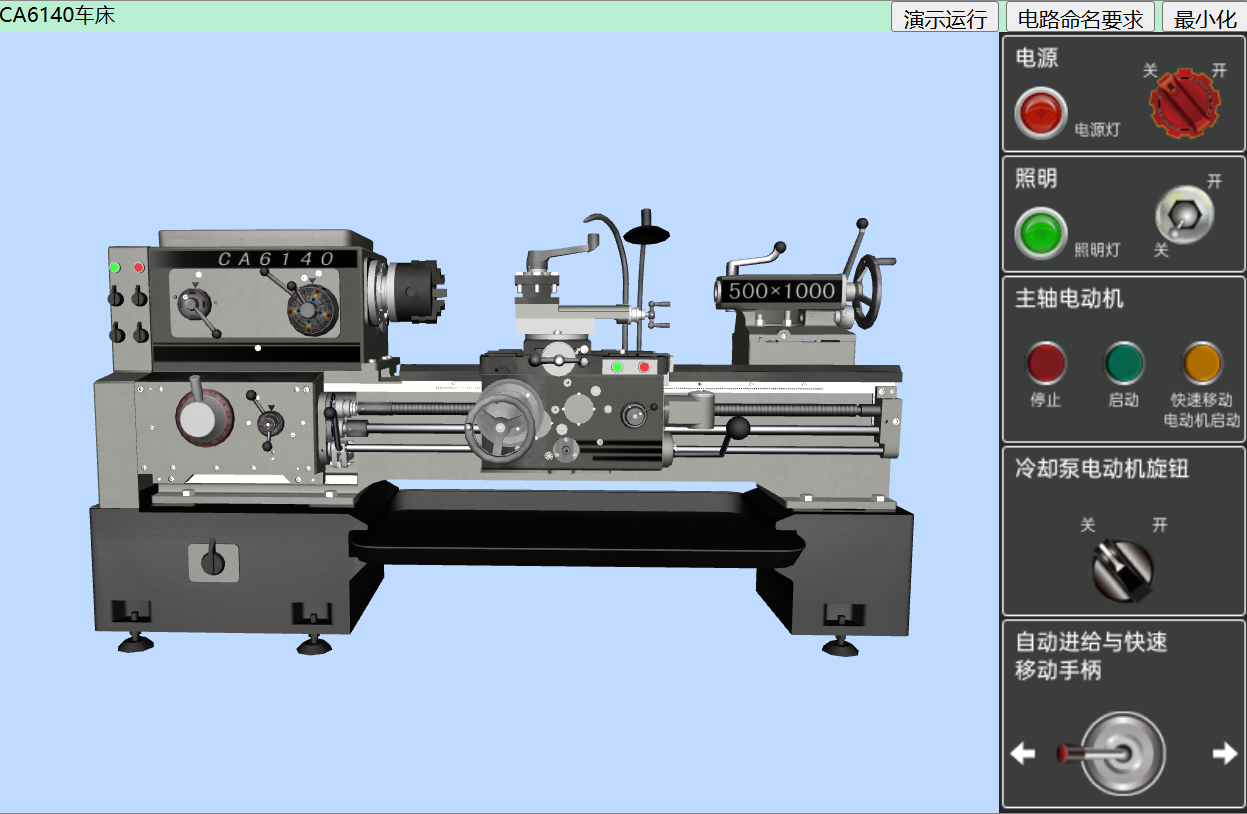 CA6140车床
演示运行
电路命名要求
最小化
电源
关
开
电源灯
照明
开
照明灯
关
主轴电动机
停止
启动
快速移动
电动机启动
冷却泵电动机旋钮
关
开
自动进给与快速
移动手柄
CA6140
500×1000